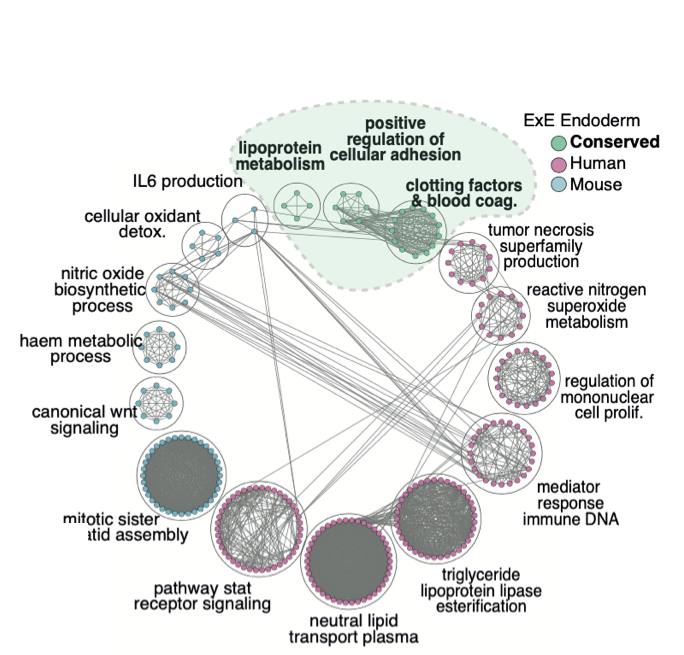 ExE Endoderm
Conserved
Human
Mouse
positive
regulation of
cellular adhesion
lipoprotein
metabolism
clotting factors
& blood coag.
IL6 production
cellular oxidant
detox.
nitric oxide
biosynthetic
process
haem metabolic
process
canonical wnt
signaling
mitotic sister
atid assembly
pathway stat
receptor signaling
neutral lipid
transport plasma
triglyceride
lipoprotein lipase
esterification
mediator
response
immune DNA
regulation of
mononuclear
cell prolif.
reactive nitrogen
superoxide
metabolism
tumor necrosis
superfamily
production